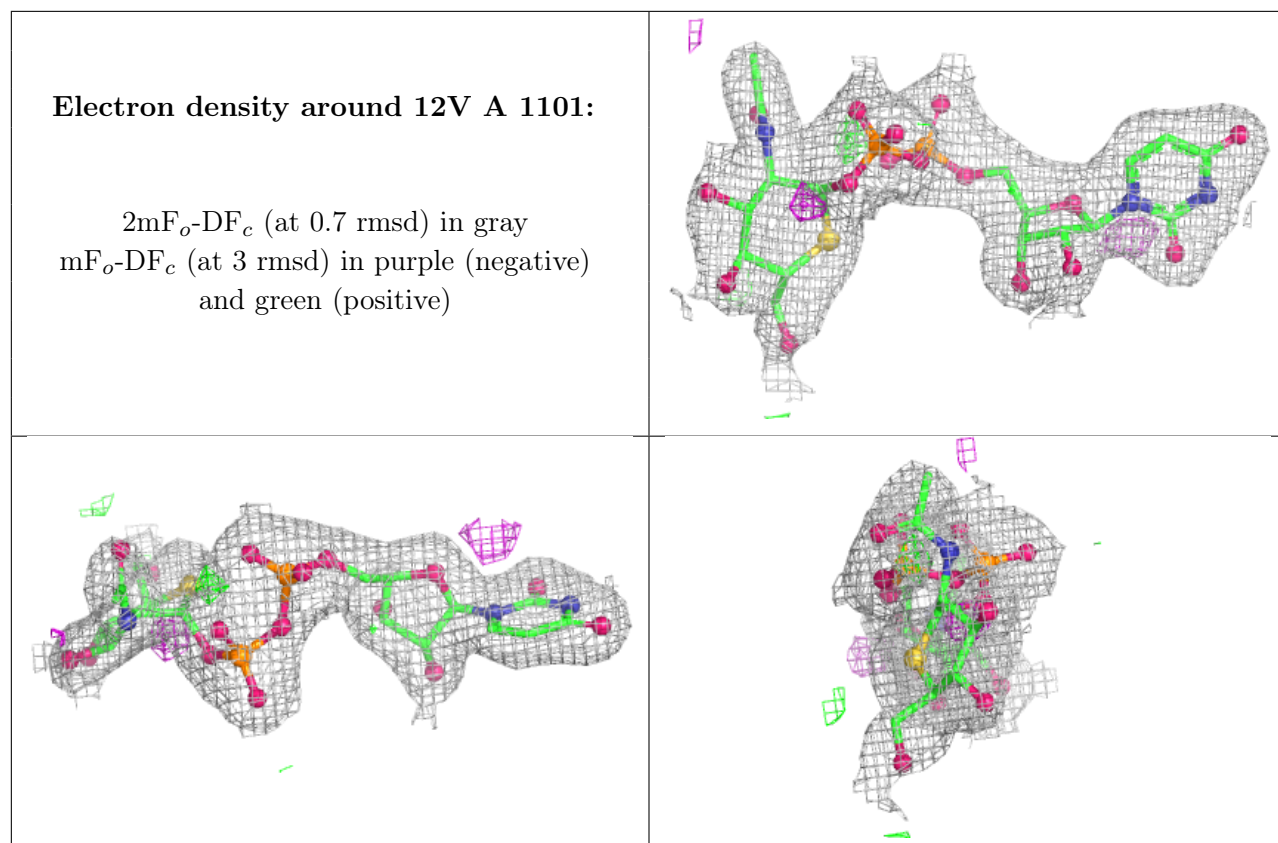 Electron density around 12V A 1101:
2mFo-DFc (at 0.7 rmsd) in gray
mFo-DFc (at 3 rmsd) in purple (negative)
and green (positive)